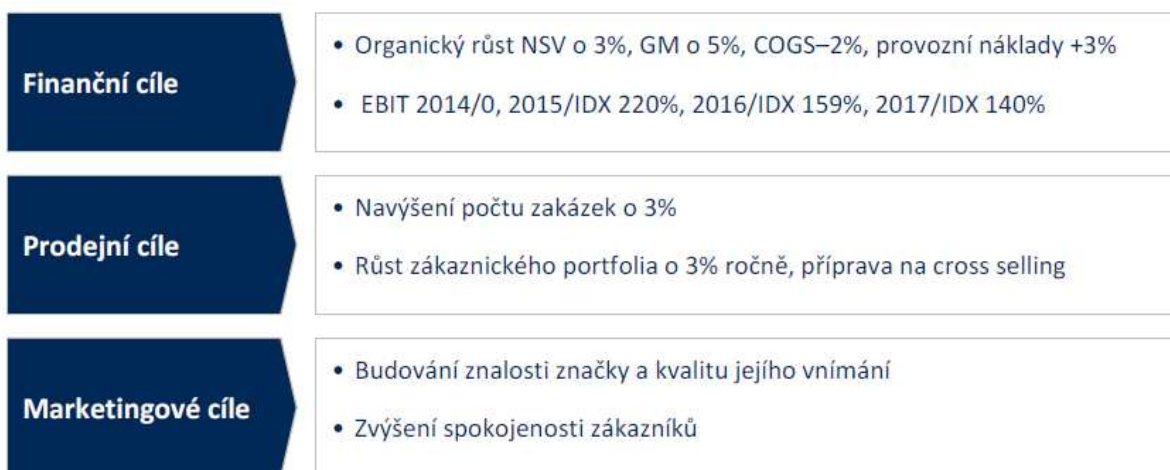 Finanční cíle
• Organický růst NSV o 3%, GM o 5%, COGS–2%, provozní náklady +3%
• EBIT 2014/0, 2015/IDX 220%, 2016/IDX 159%, 2017/IDX 140%
Prodejní cíle
• Navýšení počtu zakázek o 3%
• Růst zákaznického portfolia o 3% ročně, příprava na cross selling
Marketingové cíle
• Budování znalosti značky a kvalitu jejího vnímání
• Zvýšení spokojenosti zákazníků